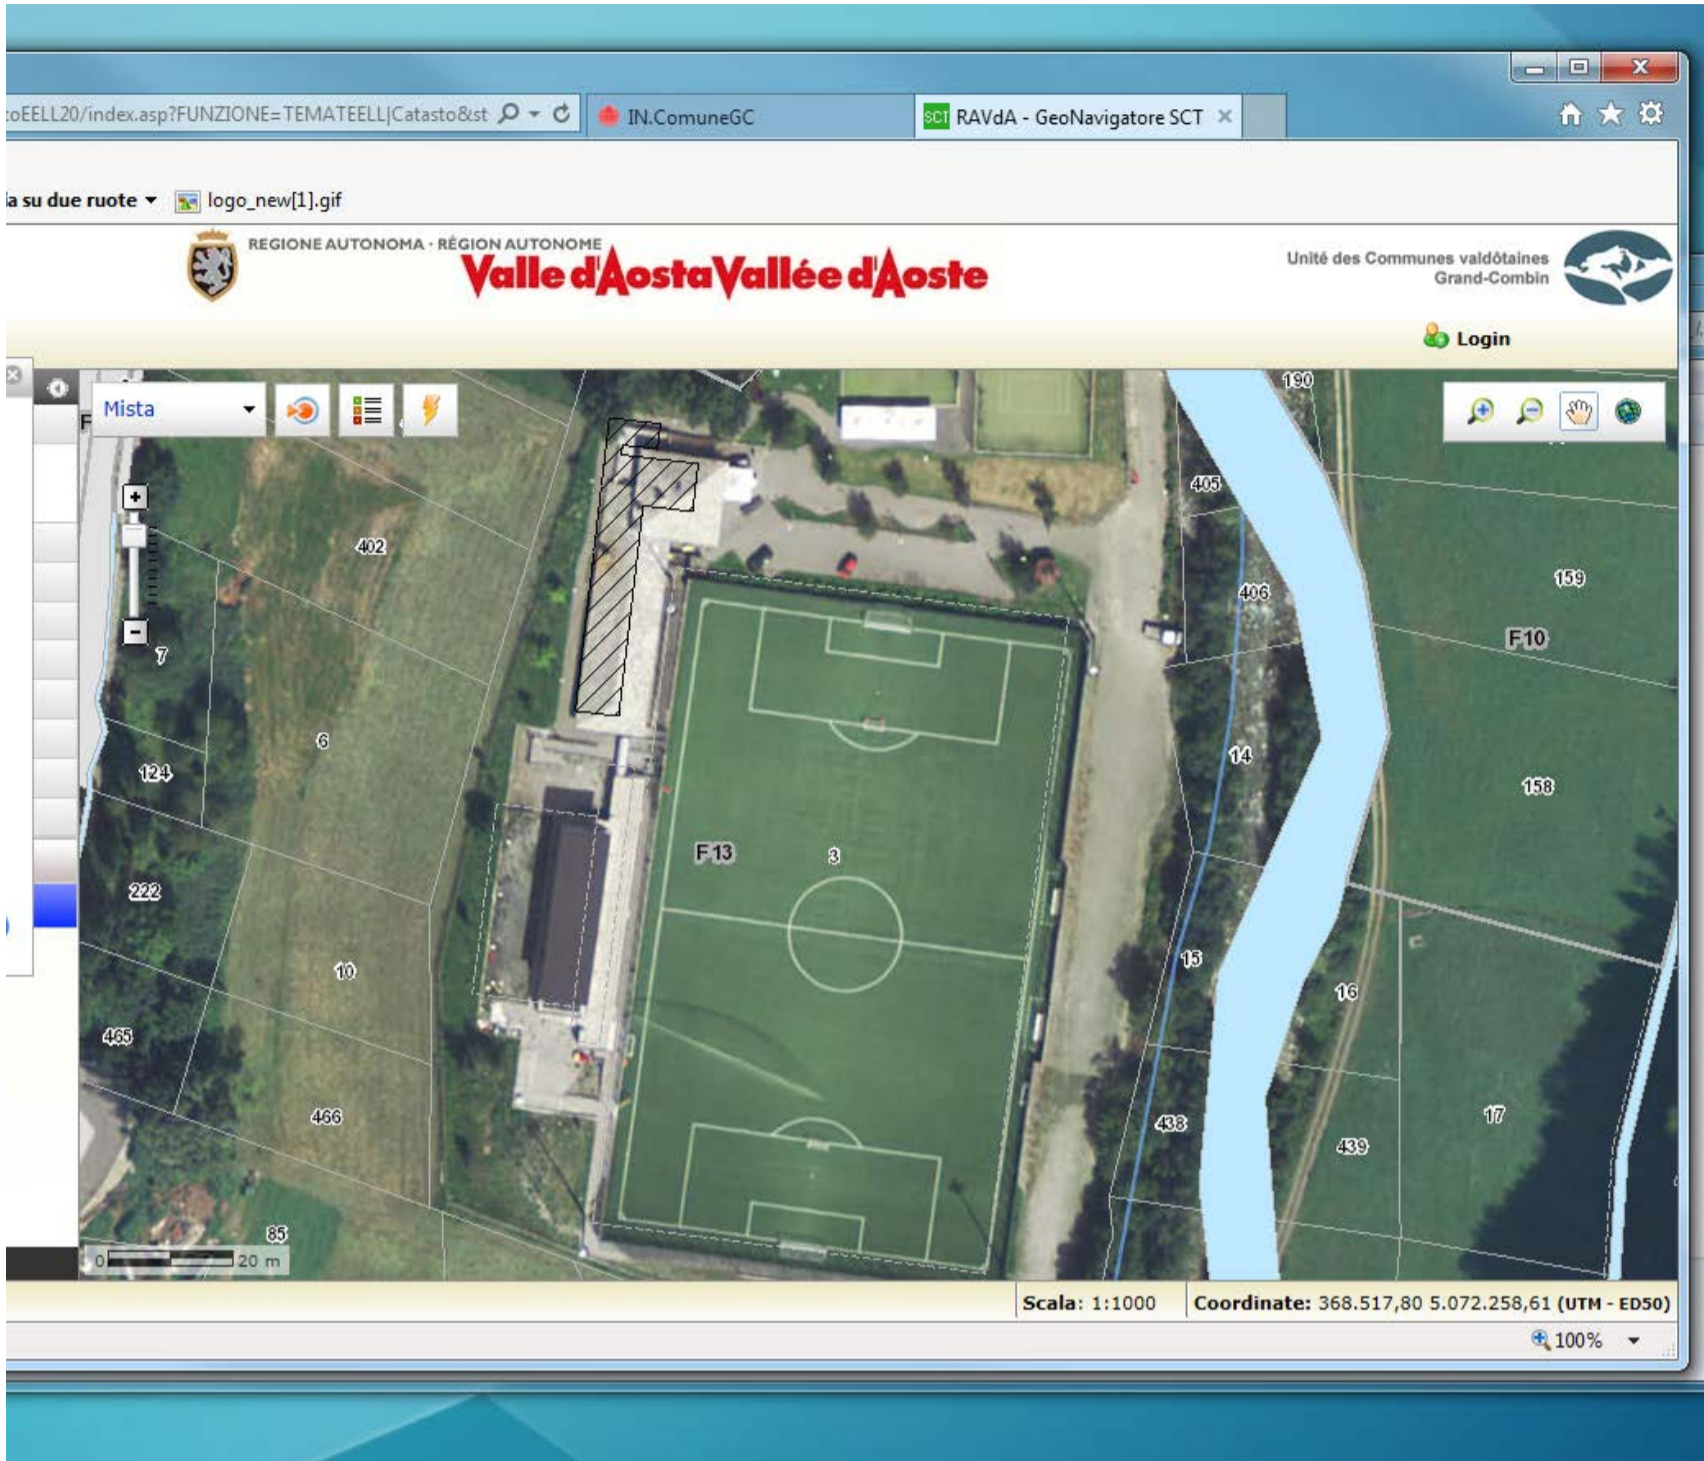 oEELL20/index.asp?FUNZIONE=TEMATEELL|Catasto&st
IN.ComuneGC
SCT
RAVdA - GeoNavigatore SCT
a su due ruote
logo_new[1].gif
REGIONE AUTONOMA · RÉGION AUTONOME
Valle d'Aosta Vallée d'Aoste
Unité des Communes valdôtaines
Grand-Combin
Login
Mista
F
190
405
402
159
406
F10
7
6
14
124
158
F13
3
222
15
10
16
465
466
438
17
439
85
0
20 m
Scala: 1:1000
Coordinate: 368.517,80 5.072.258,61 (UTM - ED50)
100%